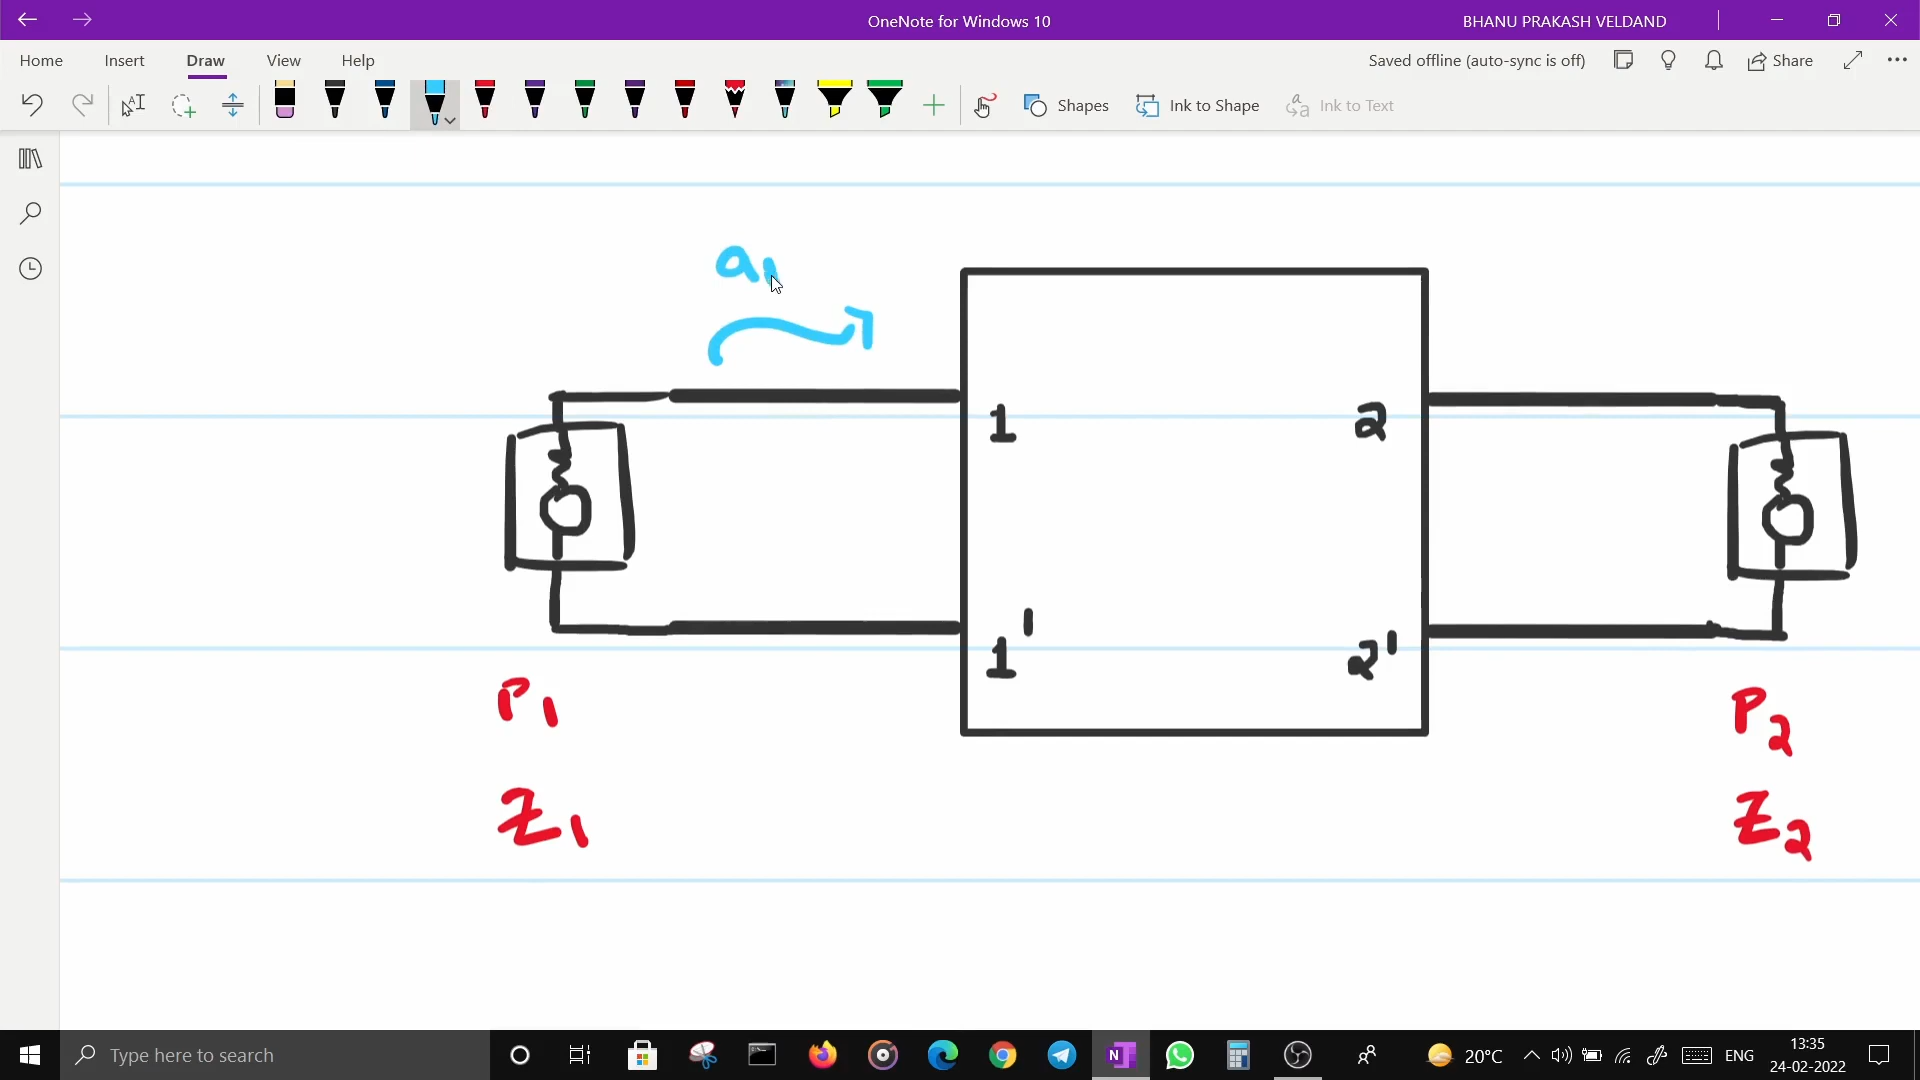 OneNote for Windows 10
BHANU PRAKASH VELDAND
Home Insert Draw View Help
Saved offline (auto-sync is off) Share
Shapes Ink to Shape Ink to Text
a1
1 2
1' 2'
P1 P2
Z1 Z2
Type here to search
20°C ENG 13:35
24-02-2022